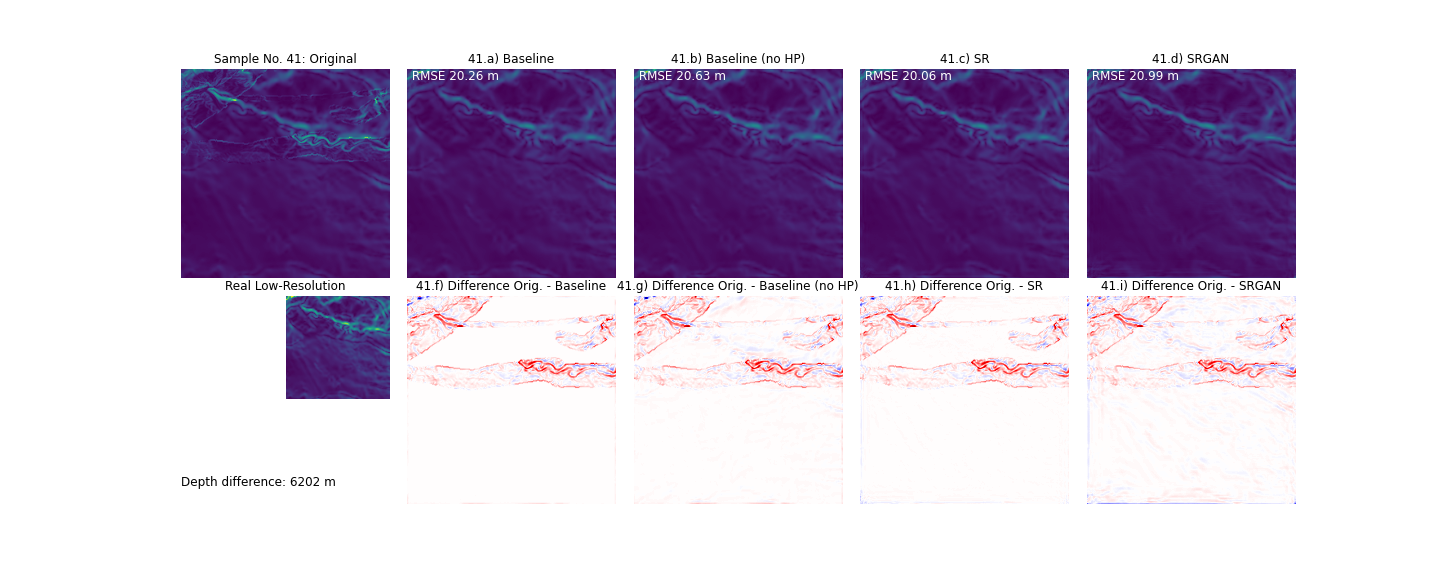 Sample No. 41: Original
41.a) Baseline
41.b) Baseline (no HP)
41.c) SR
41.d) SRGAN
RMSE 20.26 m
RMSE 20.63 m
RMSE 20.06 m
RMSE 20.99 m
Real Low-Resolution
41.f) Difference Orig. - Baseline
41.g) Difference Orig. - Baseline (no HP)
41.h) Difference Orig. - SR
41.i) Difference Orig. - SRGAN
Depth difference: 6202 m